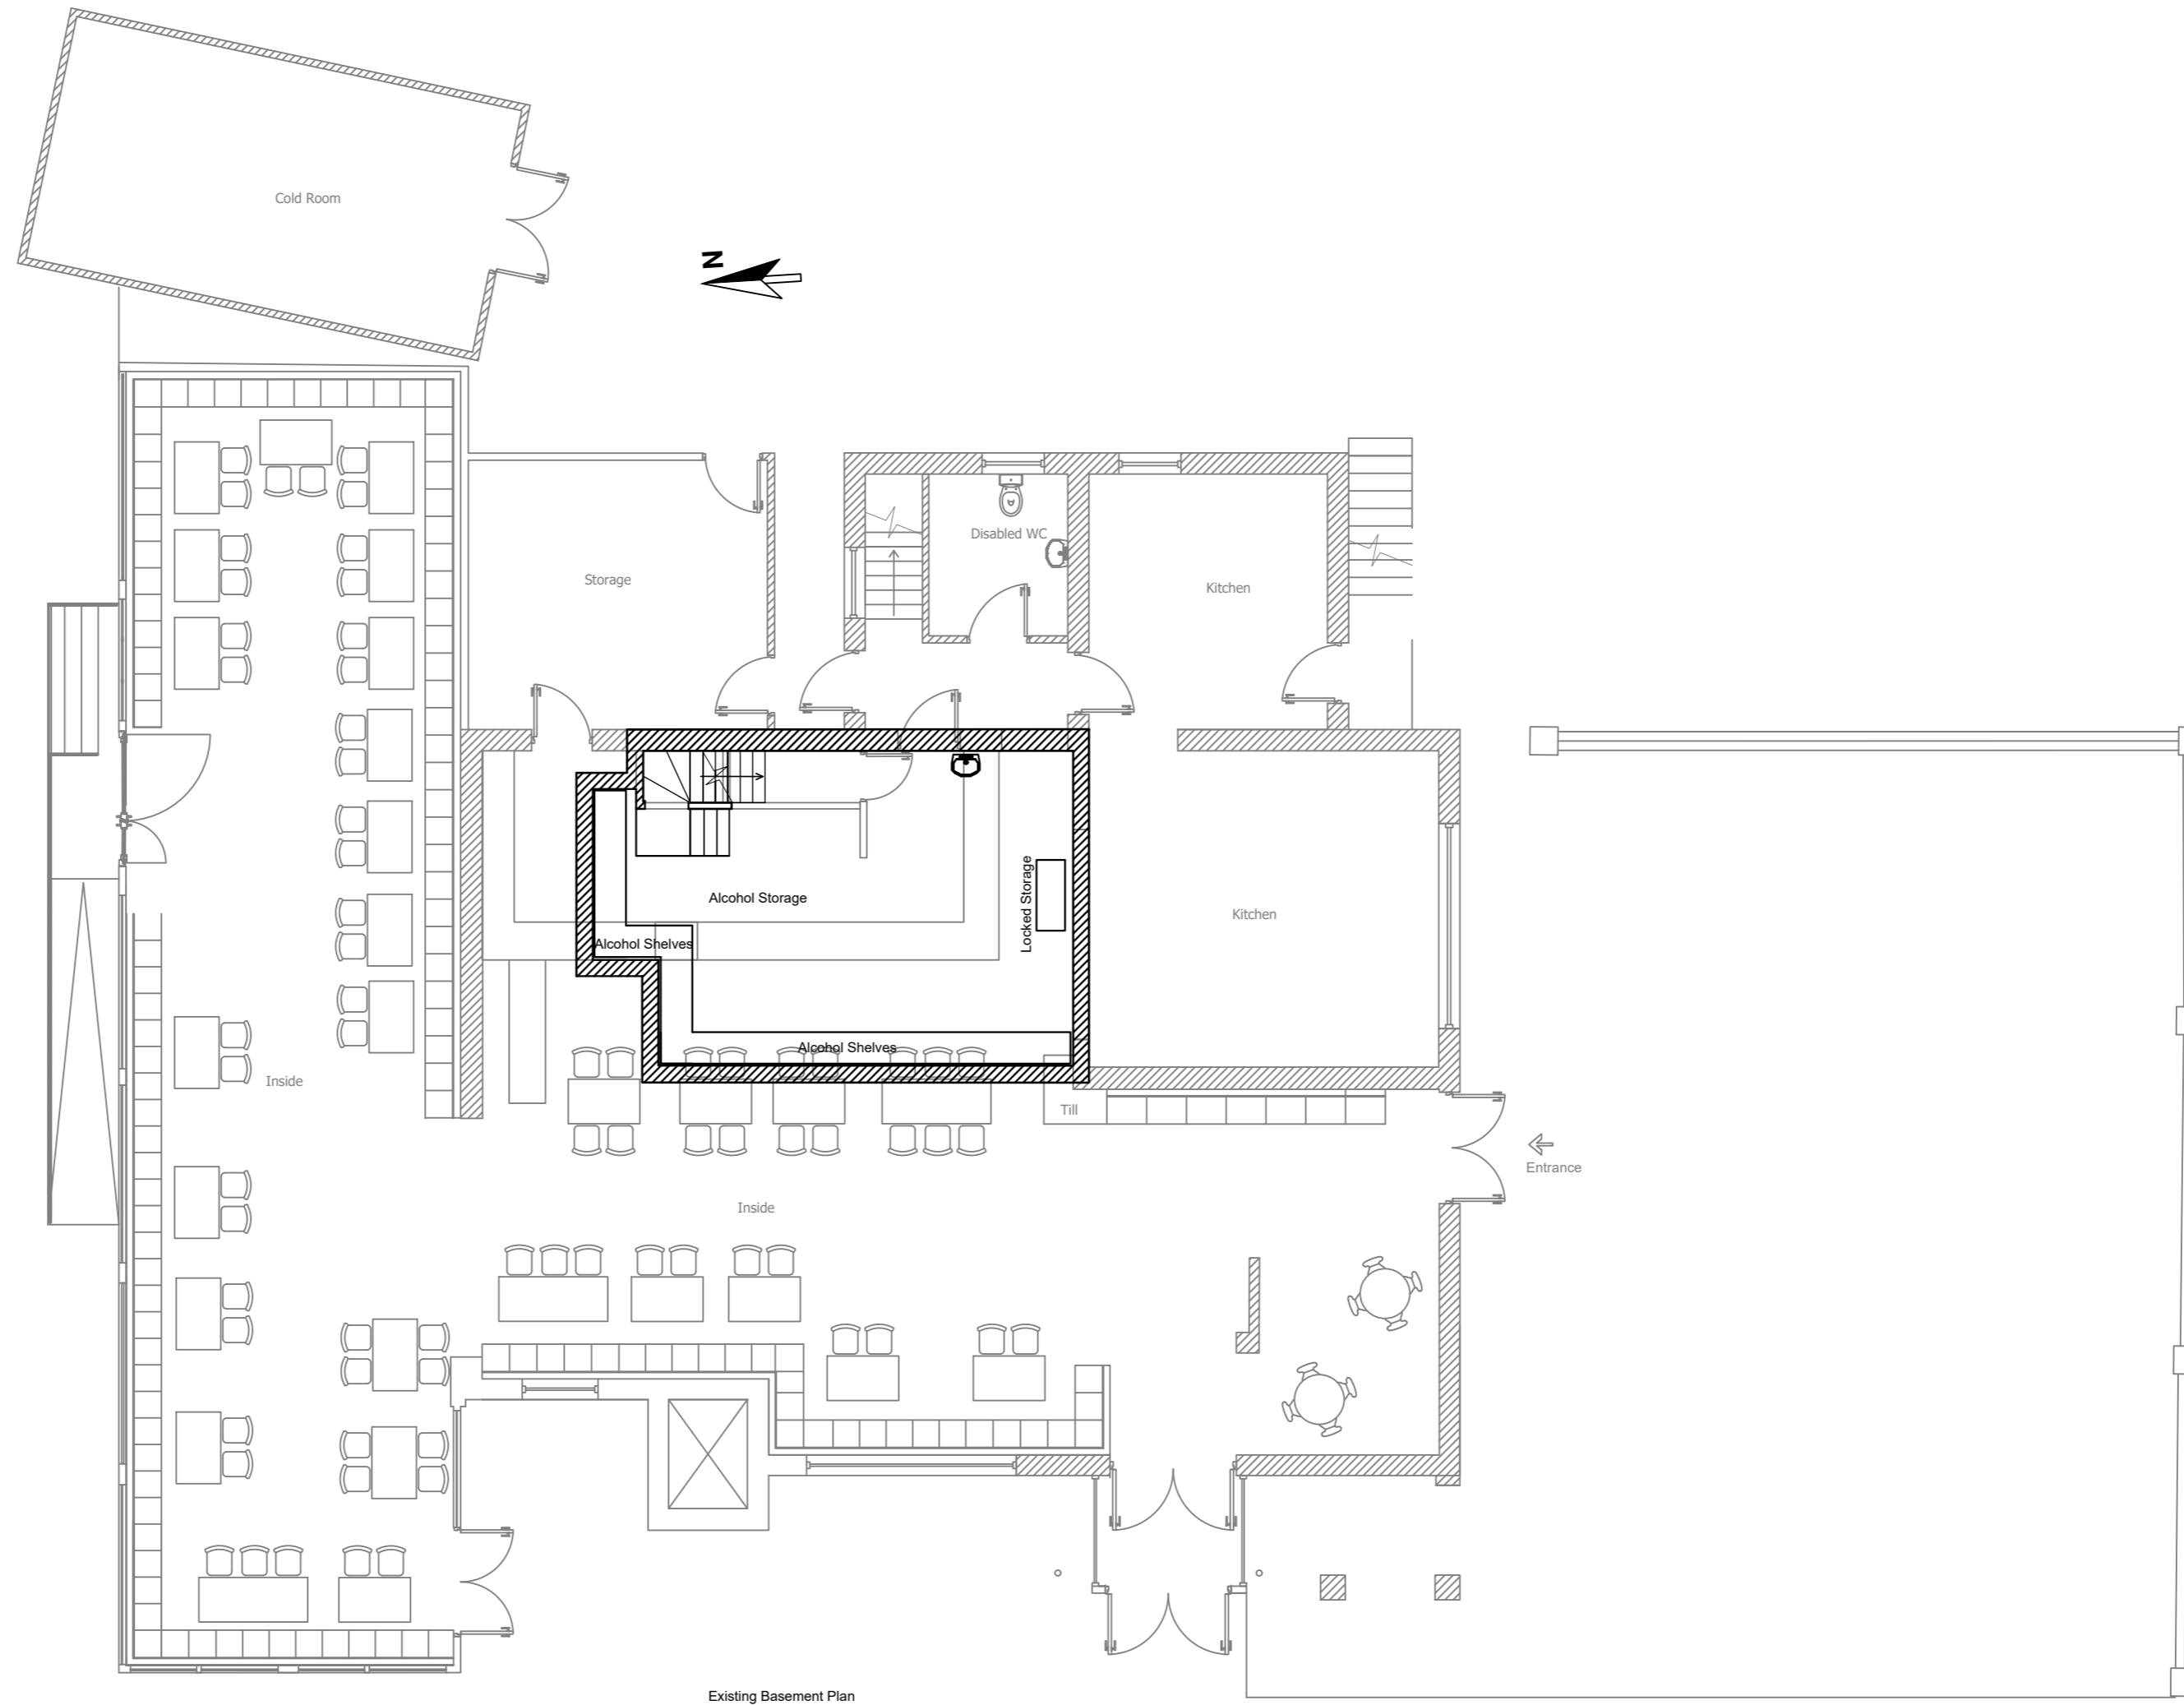 Cold Room
N
Disabled WC
Storage
Kitchen
Alcohol Storage
Locked Storage
Kitchen
Alcohol Shelves
Alcohol Shelves
Inside
Till
Entrance
Inside
Existing Basement Plan